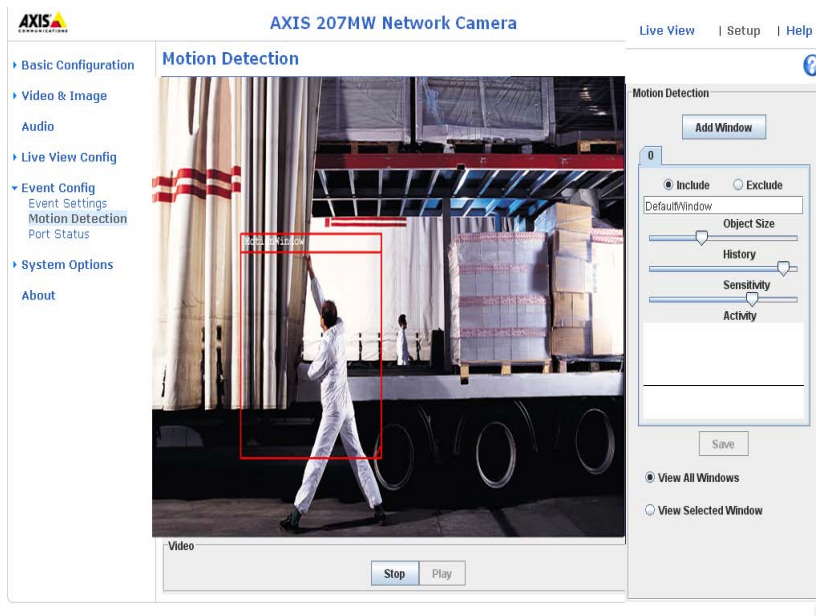 AXIS
COMMUNICATIONS
AXIS 207MW Network Camera
Live View | Setup | Help
Basic Configuration
Video & Image
Audio
Live View Config
Event Config
Event Settings
Motion Detection
Port Status
System Options
About
Motion Detection
MotionWindow
Video
Stop Play
?
Motion Detection
Add Window
0
Include Exclude
DefaultWindow
Object Size
History
Sensitivity
Activity
Save
View All Windows
View Selected Window